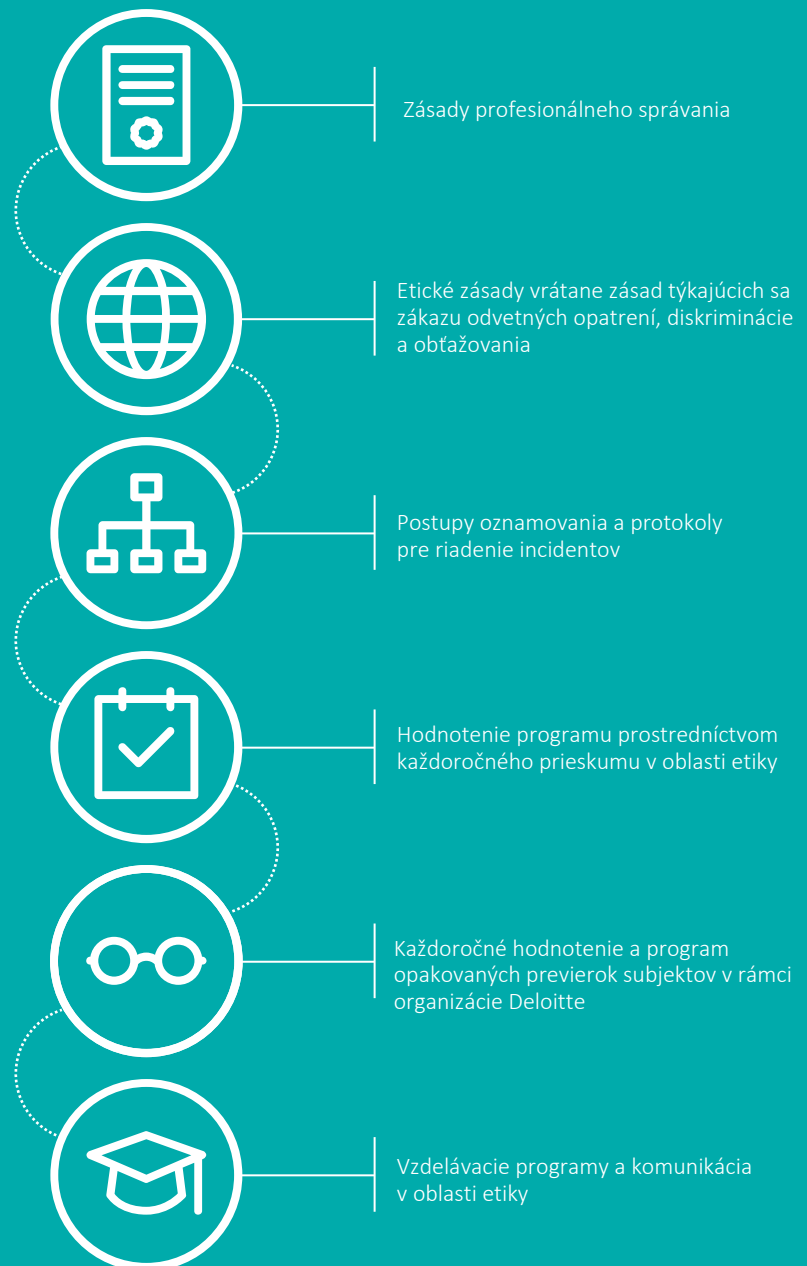 Zásady profesionálneho správania
Etické zásady vrátane zásad týkajúcich sa
zákazu odvetných opatrení, diskriminácie
a obťažovania
Postupy oznamovania a protokoly
pre riadenie incidentov
Hodnotenie programu prostredníctvom
každoročného prieskumu v oblasti etiky
Každoročné hodnotenie a program
opakovaných previerok subjektov v rámci
organizácie Deloitte
Vzdelávacie programy a komunikácia
v oblasti etiky